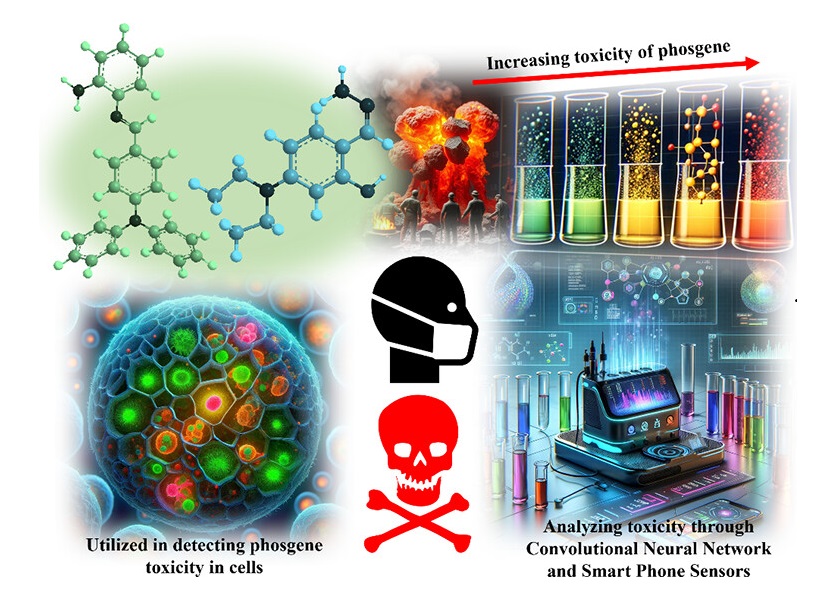 Increasing toxicity of phosgene
Utilized in detecting phosgene
toxicity in cells
Analyzing toxicity through
Convolutional Neural Network
and Smart Phone Sensors